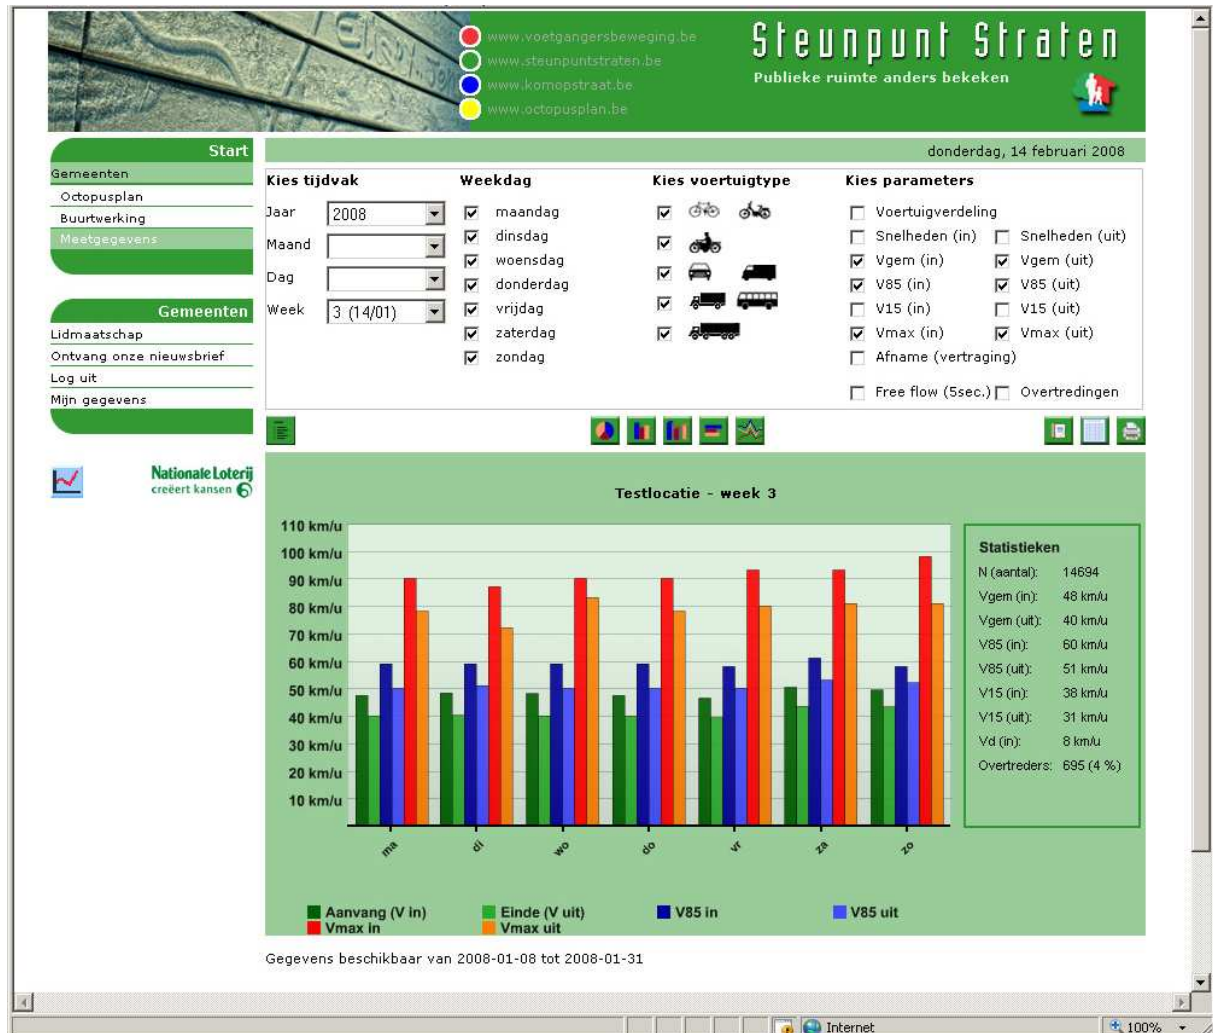 www.voetgangersbeweging.be
www.steunpuntstraten.be
www.komopstraat.be
www.octopusplan.be
Steunpunt Straten
Publieke ruimte anders bekeken
Start
Gemeenten
Octopusplan
Buurtwerking
Meetgegevens
Gemeenten
Lidmaatschap
Ontvang onze nieuwsbrief
Log uit
Mijn gegevens
Nationale Loterij
creëert kansen
donderdag, 14 februari 2008
Kies tijdvak Weekdag Kies voertuigtype Kies parameters
Jaar 2008 maandag Voertuigverdeling
Maand dinsdag Snelheden (in) Snelheden (uit)
woensdag Vgem (in) Vgem (uit)
Dag donderdag V85 (in) V85 (uit)
Week 3 (14/01) vrijdag V15 (in) V15 (uit)
zaterdag Vmax (in) Vmax (uit)
zondag Afname (vertraging)
Free flow (5sec.) Overtredingen
Testlocatie - week 3
110 km/u
100 km/u
90 km/u
80 km/u
70 km/u
60 km/u
50 km/u
40 km/u
30 km/u
20 km/u
10 km/u
ma di wo do vr za zo
Statistieken
N (aantal): 14694
Vgem (in): 48 km/u
Vgem (uit): 40 km/u
V85 (in): 60 km/u
V85 (uit): 51 km/u
V15 (in): 38 km/u
V15 (uit): 31 km/u
Vd (in): 8 km/u
Overtreders: 695 (4 %)
Aanvang (V in) Einde (V uit) V85 in V85 uit
Vmax in Vmax uit
Gegevens beschikbaar van 2008-01-08 tot 2008-01-31
Internet 100%